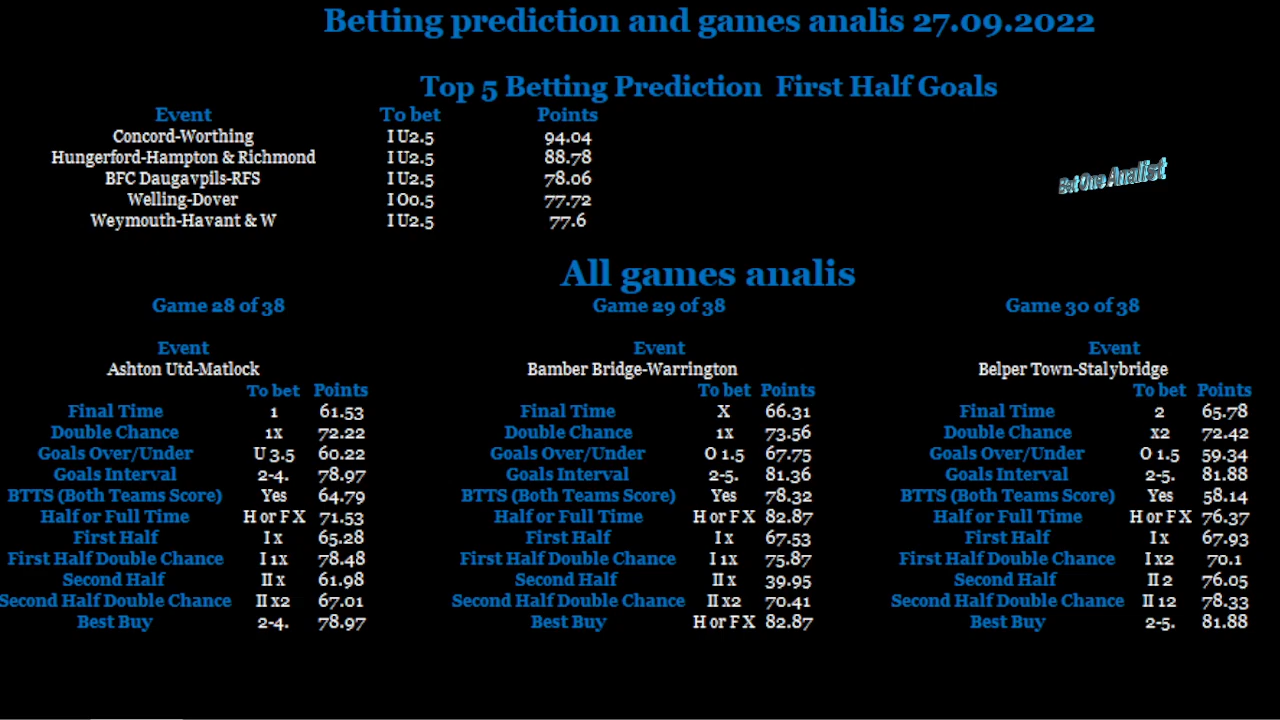 Betting prediction and games analis 27.09.2022
Top 5 Betting Prediction First Half Goals
Event To bet Points
Concord-Worthing I U2.5 94.04
Hungerford-Hampton & Richmond I U2.5 88.78
BFC Daugavpils-RFS I U2.5 78.06
Welling-Dover I O0.5 77.72
Weymouth-Havant & W I U2.5 77.6
Bet One Analist
All games analis
Game 28 of 38 Game 29 of 38 Game 30 of 38
Event Event Event
Ashton Utd-Matlock Bamber Bridge-Warrington Belper Town-Stalybridge
To bet Points To bet Points To bet Points
Final Time 1 61.53 Final Time X 66.31 Final Time 2 65.78
Double Chance 1x 72.22 Double Chance 1x 73.56 Double Chance x2 72.42
Goals Over/Under U 3.5 60.22 Goals Over/Under O 1.5 67.75 Goals Over/Under O 1.5 59.34
Goals Interval 2-4. 78.97 Goals Interval 2-5. 81.36 Goals Interval 2-5. 81.88
BTTS (Both Teams Score) Yes 64.79 BTTS (Both Teams Score) Yes 78.32 BTTS (Both Teams Score) Yes 58.14
Half or Full Time H or F X 71.53 Half or Full Time H or F X 82.87 Half or Full Time H or F X 76.37
First Half I x 65.28 First Half I x 67.53 First Half I x 67.93
First Half Double Chance I 1x 78.48 First Half Double Chance I 1x 75.87 First Half Double Chance I x2 70.1
Second Half II x 61.98 Second Half II x 39.95 Second Half II 2 76.05
Second Half Double Chance II x2 67.01 Second Half Double Chance II x2 70.41 Second Half Double Chance II 12 78.33
Best Buy 2-4. 78.97 Best Buy H or F X 82.87 Best Buy 2-5. 81.88